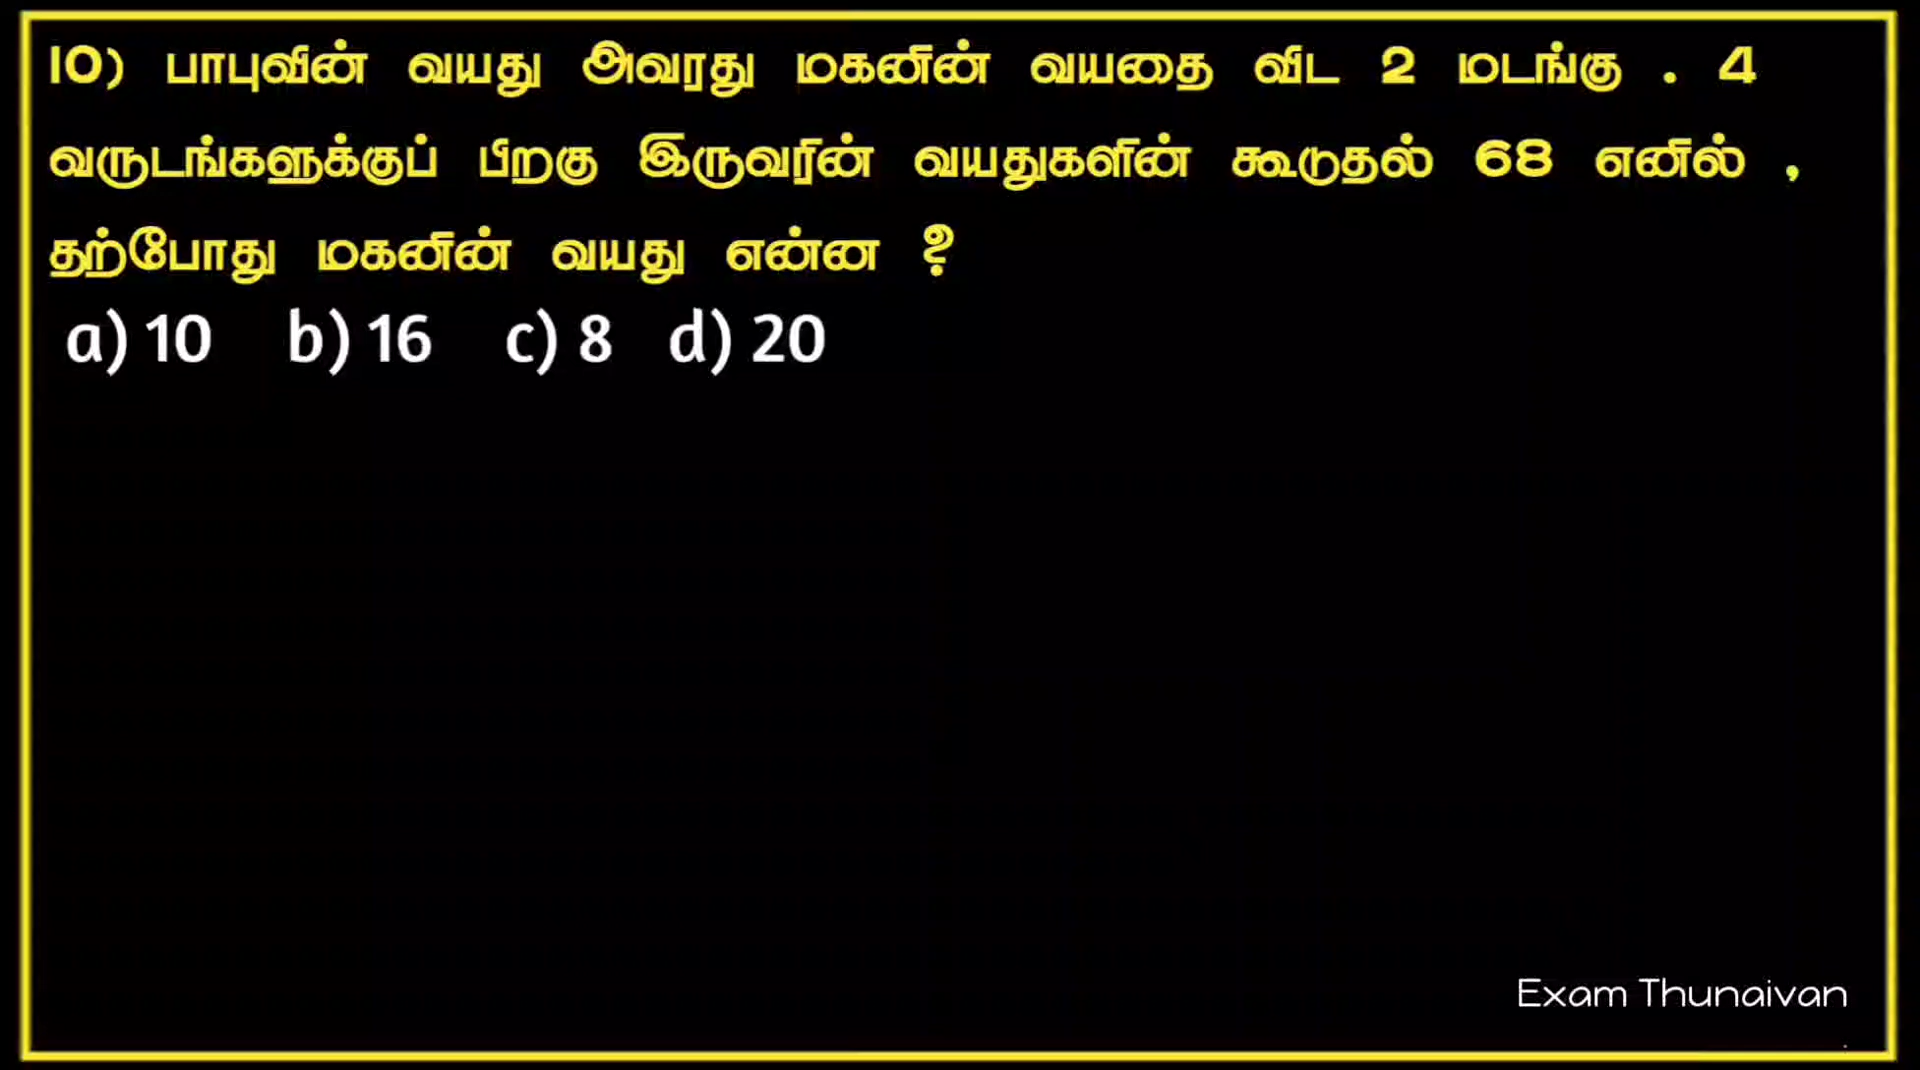 10) பாபுவின் வயது அவரது மகனின் வயதை விட 2 மடங்கு . 4
வருடங்களுக்குப் பிறகு இருவரின் வயதுகளின் கூடுதல் 68 எனில் ,
தற்போது மகனின் வயது என்ன ?
a) 10 b) 16 c) 8 d) 20
Exam Thunaivan